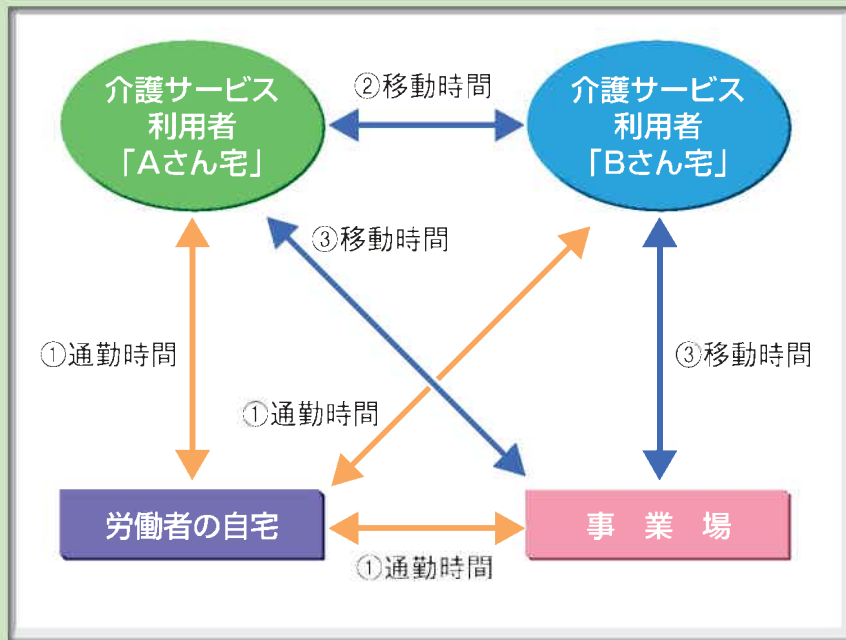 介護サービス
利用者
「Aさん宅」
②移動時間
介護サービス
利用者
「Bさん宅」
③移動時間
①通勤時間
③移動時間
①通勤時間
労働者の自宅
事 業 場
①通勤時間